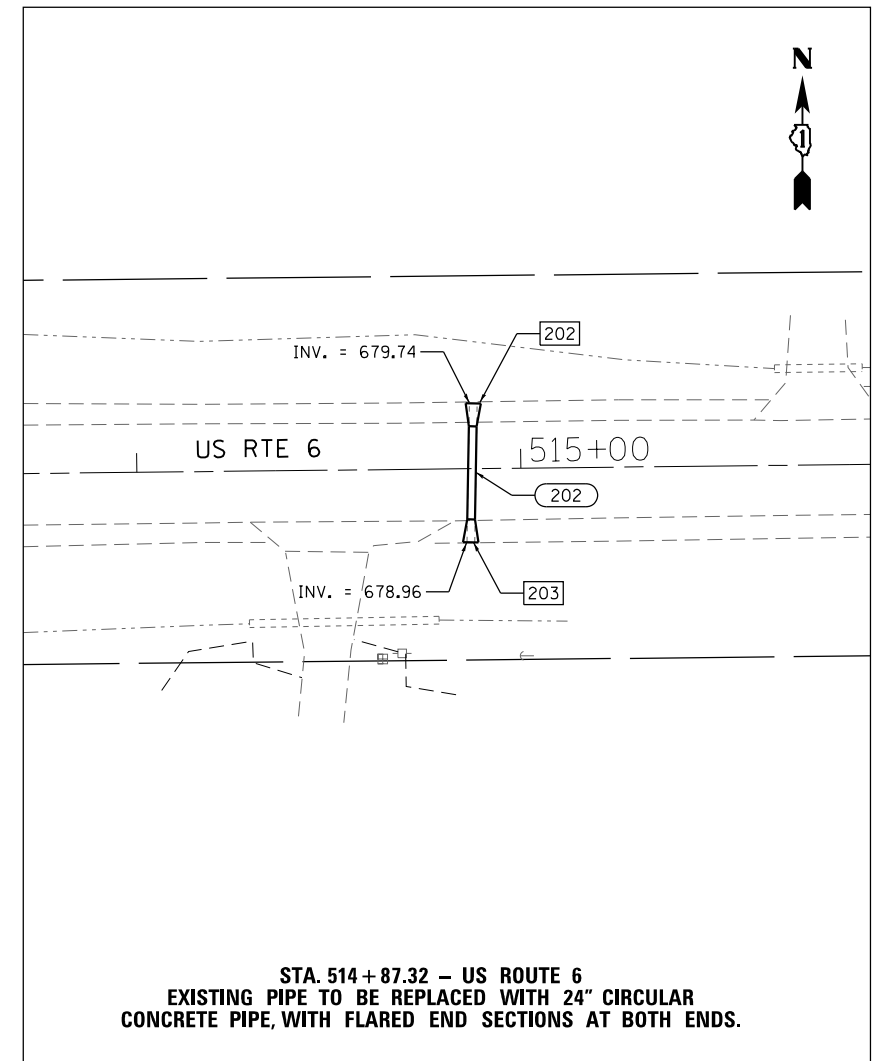 N
1
202
INV. = 679.74
US RTE 6
515+00
202
INV. = 678.96
203
STA. 514+87.32 – US ROUTE 6
EXISTING PIPE TO BE REPLACED WITH 24" CIRCULAR
CONCRETE PIPE, WITH FLARED END SECTIONS AT BOTH ENDS.